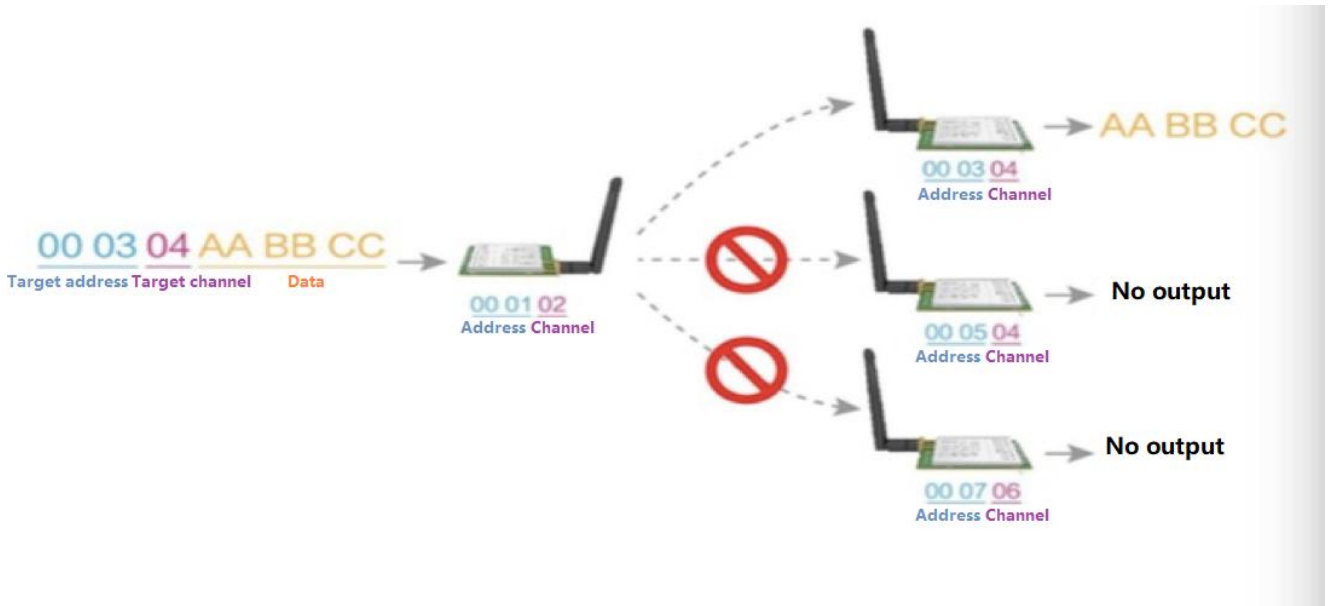 00 03 04 AA BB CC
Target address Target channel Data
00 01 02
Address Channel
AA BB CC
00 03 04
Address Channel
No output
00 05 04
Address Channel
No output
00 07 06
Address Channel